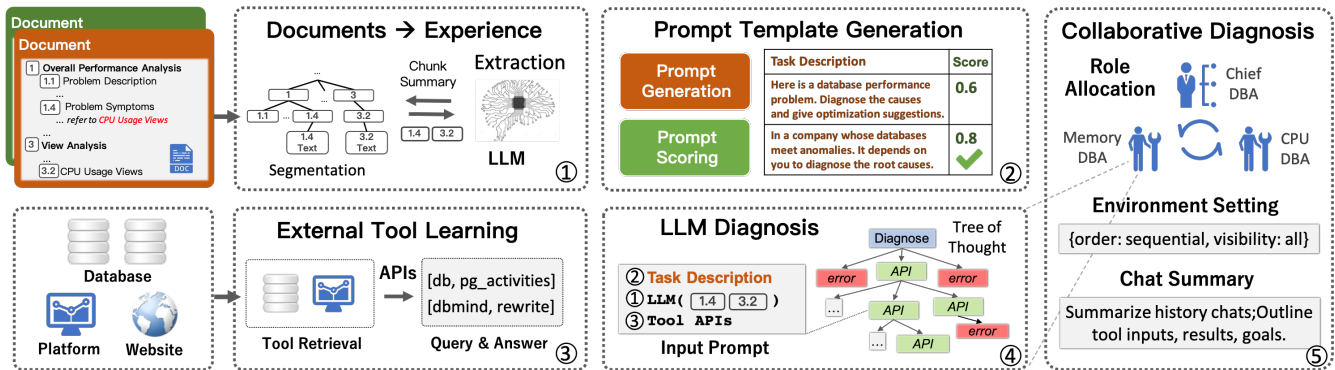 Document
Document
1 Overall Performance Analysis
1.1 Problem Description
...
1.4 Problem Symptoms
... refer to CPU Usage Views
...
3 View Analysis
...
3.2 CPU Usage Views
DOC
Documents → Experience
...
1 ... 3
1.1 ... 1.4 3.2
1.4 Text
3.2 Text
Segmentation
Chunk
Summary
1.4 3.2
Extraction
LLM
①
Prompt Template Generation
Prompt
Generation
Prompt
Scoring
Task Description Score
Here is a database performance
problem. Diagnose the causes
and give optimization suggestions.
0.6
In a company whose databases
meet anomalies. It depends on
you to diagnose the root causes.
0.8
②
Database
Platform
Website
External Tool Learning
Tool Retrieval
APIs
[db, pg_activities]
[dbmind, rewrite]
Query & Answer
③
LLM Diagnosis
② Task Description
① LLM( 1.4 3.2 )
③ Tool APIs
Input Prompt
Tree of
Thought
Diagnose
error API error
... API API
... API error
④
Collaborative Diagnosis
Role
Allocation
Chief
DBA
Memory
DBA
CPU
DBA
Environment Setting
{order: sequential, visibility: all}
Chat Summary
Summarize history chats;Outline
tool inputs, results, goals.
⑤